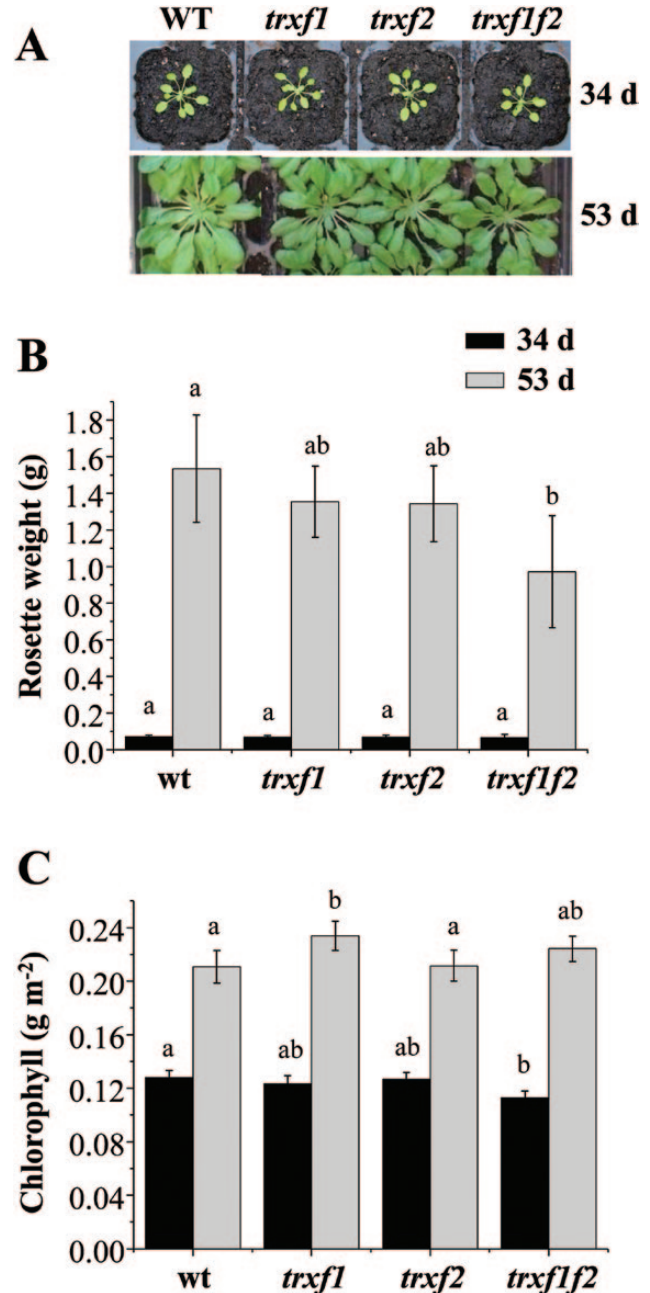 A
WT trxf1 trxf2 trxf1f2
34 d
53 d
B
34 d
53 d
Rosette weight (g)
1.8
1.6
1.4
1.2
1.0
0.8
0.6
0.4
0.2
0.0
a a
a ab
a ab
a b
wt trxf1 trxf2 trxf1f2
C
Chlorophyll (g m-2)
0.24
0.20
0.16
0.12
0.08
0.04
0.00
a a
ab b
ab a
b ab
wt trxf1 trxf2 trxf1f2